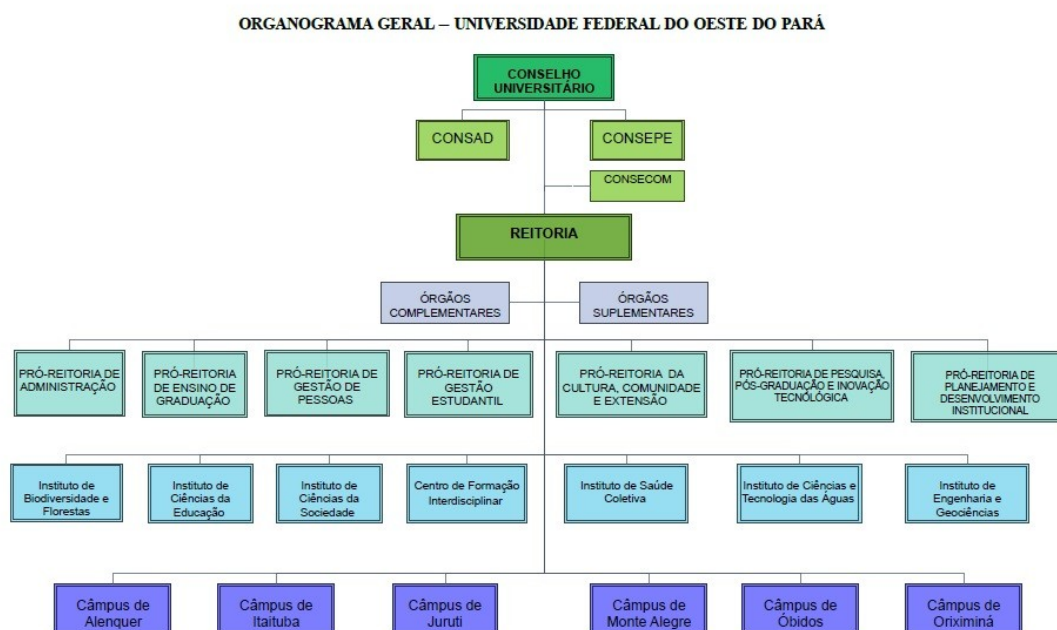 ORGANOGRAMA GERAL – UNIVERSIDADE FEDERAL DO OESTE DO PARÁ
CONSELHO
UNIVERSITÁRIO
CONSAD
CONSEPE
CONSECOM
REITORIA
ÓRGÃOS
COMPLEMENTARES
ÓRGÃOS
SUPLEMENTARES
PRÓ-REITORIA DE
ADMINISTRAÇÃO
PRÓ-REITORIA
DE ENSINO DE
GRADUAÇÃO
PRÓ-REITORIA DE
GESTÃO DE
PESSOAS
PRÓ-REITORIA DE
GESTÃO
ESTUDANTIL
PRÓ-REITORIA DA
CULTURA, COMUNIDADE
E EXTENSÃO
PRÓ-REITORIA DE PESQUISA,
PÓS-GRADUAÇÃO E INOVAÇÃO
TECNOLÓGICA
PRÓ-REITORIA DE
PLANEJAMENTO E
DESENVOLVIMENTO
INSTITUCIONAL
Instituto de
Biodiversidade e
Florestas
Instituto de
Ciências da
Educação
Instituto de
Ciências da
Sociedade
Centro de Formação
Interdisciplinar
Instituto de Saúde
Coletiva
Instituto de Ciências e
Tecnologia das Águas
Instituto de
Engenharia e
Geociências
Câmpus de
Alenquer
Câmpus de
Itaituba
Câmpus de
Juruti
Câmpus de
Monte Alegre
Câmpus de
Óbidos
Câmpus de
Oriximiná